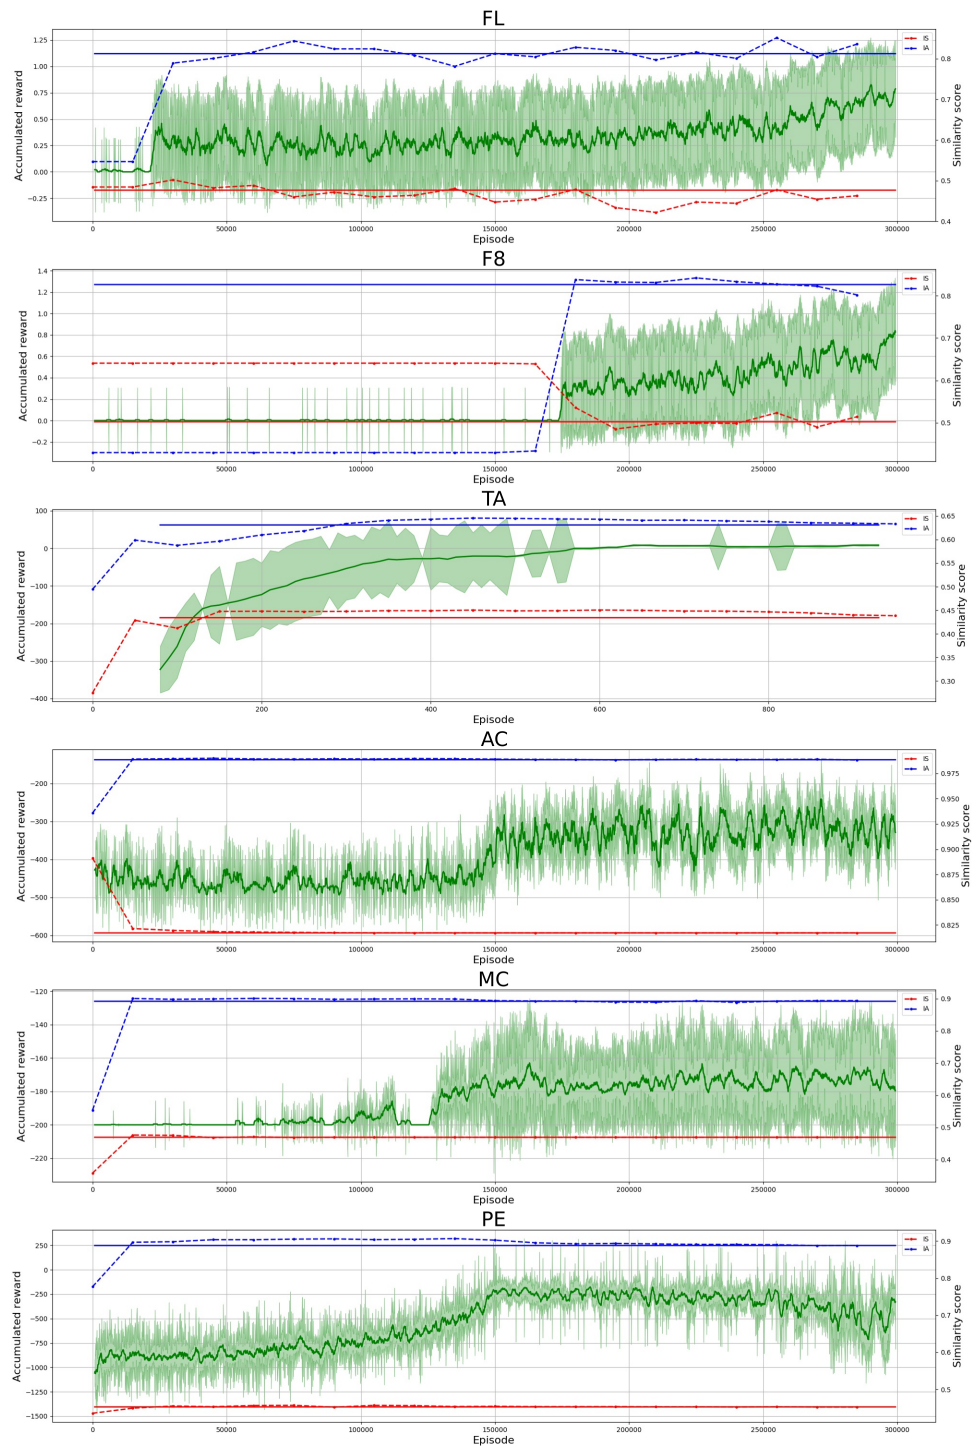 FL
1.25
1.00
0.75
0.50
0.25
0.00
−0.25
Accumulated reward
0.8
0.7
0.6
0.5
0.4
Similarity score
IS
IA
0 50000 100000 150000 200000 250000 300000
Episode
F8
1.4
1.2
1.0
0.8
0.6
0.4
0.2
0.0
−0.2
Accumulated reward
0.8
0.7
0.6
0.5
Similarity score
IS
IA
0 50000 100000 150000 200000 250000 300000
Episode
TA
100
0
−100
−200
−300
−400
Accumulated reward
0.65
0.60
0.55
0.50
0.45
0.40
0.35
0.30
Similarity score
IS
IA
0 200 400 600 800
Episode
AC
−200
−300
−400
−500
−600
Accumulated reward
0.975
0.950
0.925
0.900
0.875
0.850
0.825
Similarity score
IS
IA
0 50000 100000 150000 200000 250000 300000
Episode
MC
−120
−140
−160
−180
−200
−220
Accumulated reward
0.9
0.8
0.7
0.6
0.5
0.4
Similarity score
IS
IA
0 50000 100000 150000 200000 250000 300000
Episode
PE
250
0
−250
−500
−750
−1000
−1250
−1500
Accumulated reward
0.9
0.8
0.7
0.6
0.5
Similarity score
IS
IA
0 50000 100000 150000 200000 250000 300000
Episode